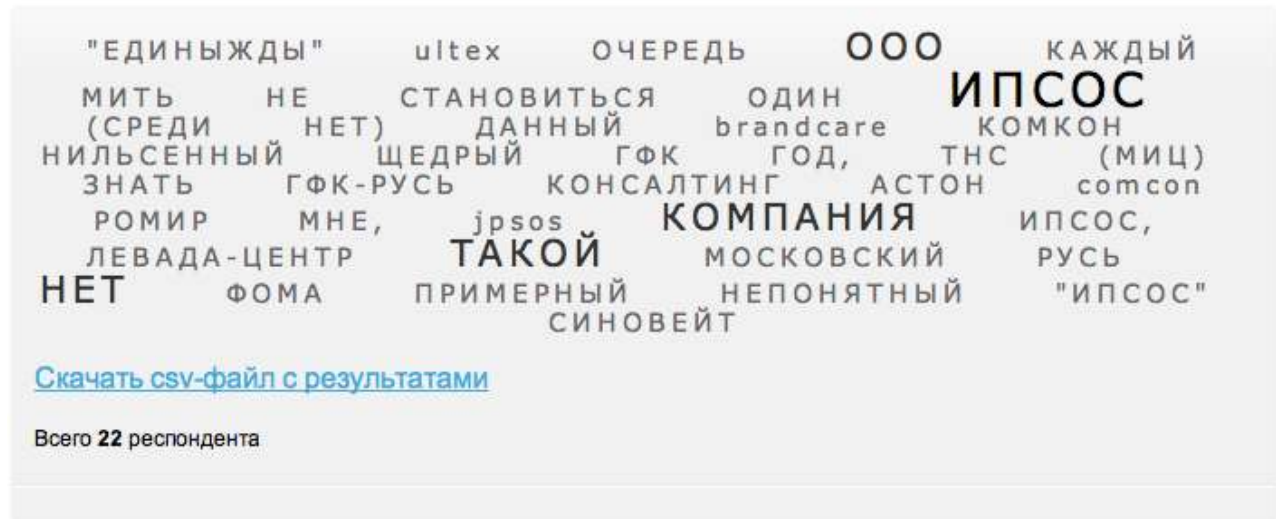 "ЕДИНЫЖДЫ" ultex ОЧЕРЕДЬ ООО КАЖДЫЙ
МИТЬ НЕ СТАНОВИТЬСЯ ОДИН ИПСОС
(СРЕДИ НЕТ) ДАННЫЙ brandcare КОМКОН
НИЛЬСЕННЫЙ ЩЕДРЫЙ ГФК ГОД, ТНС (МИЦ)
ЗНАТЬ ГФК-РУСЬ КОНСАЛТИНГ АСТОН comcon
РОМИР МНЕ, jpsos КОМПАНИЯ ИПСОС,
ЛЕВАДА-ЦЕНТР ТАКОЙ МОСКОВСКИЙ РУСЬ
НЕТ ФОМА ПРИМЕРНЫЙ НЕПОНЯТНЫЙ "ИПСОС"
СИНОВЕЙТ
Скачать csv-файл с результатами
Всего 22 респондента